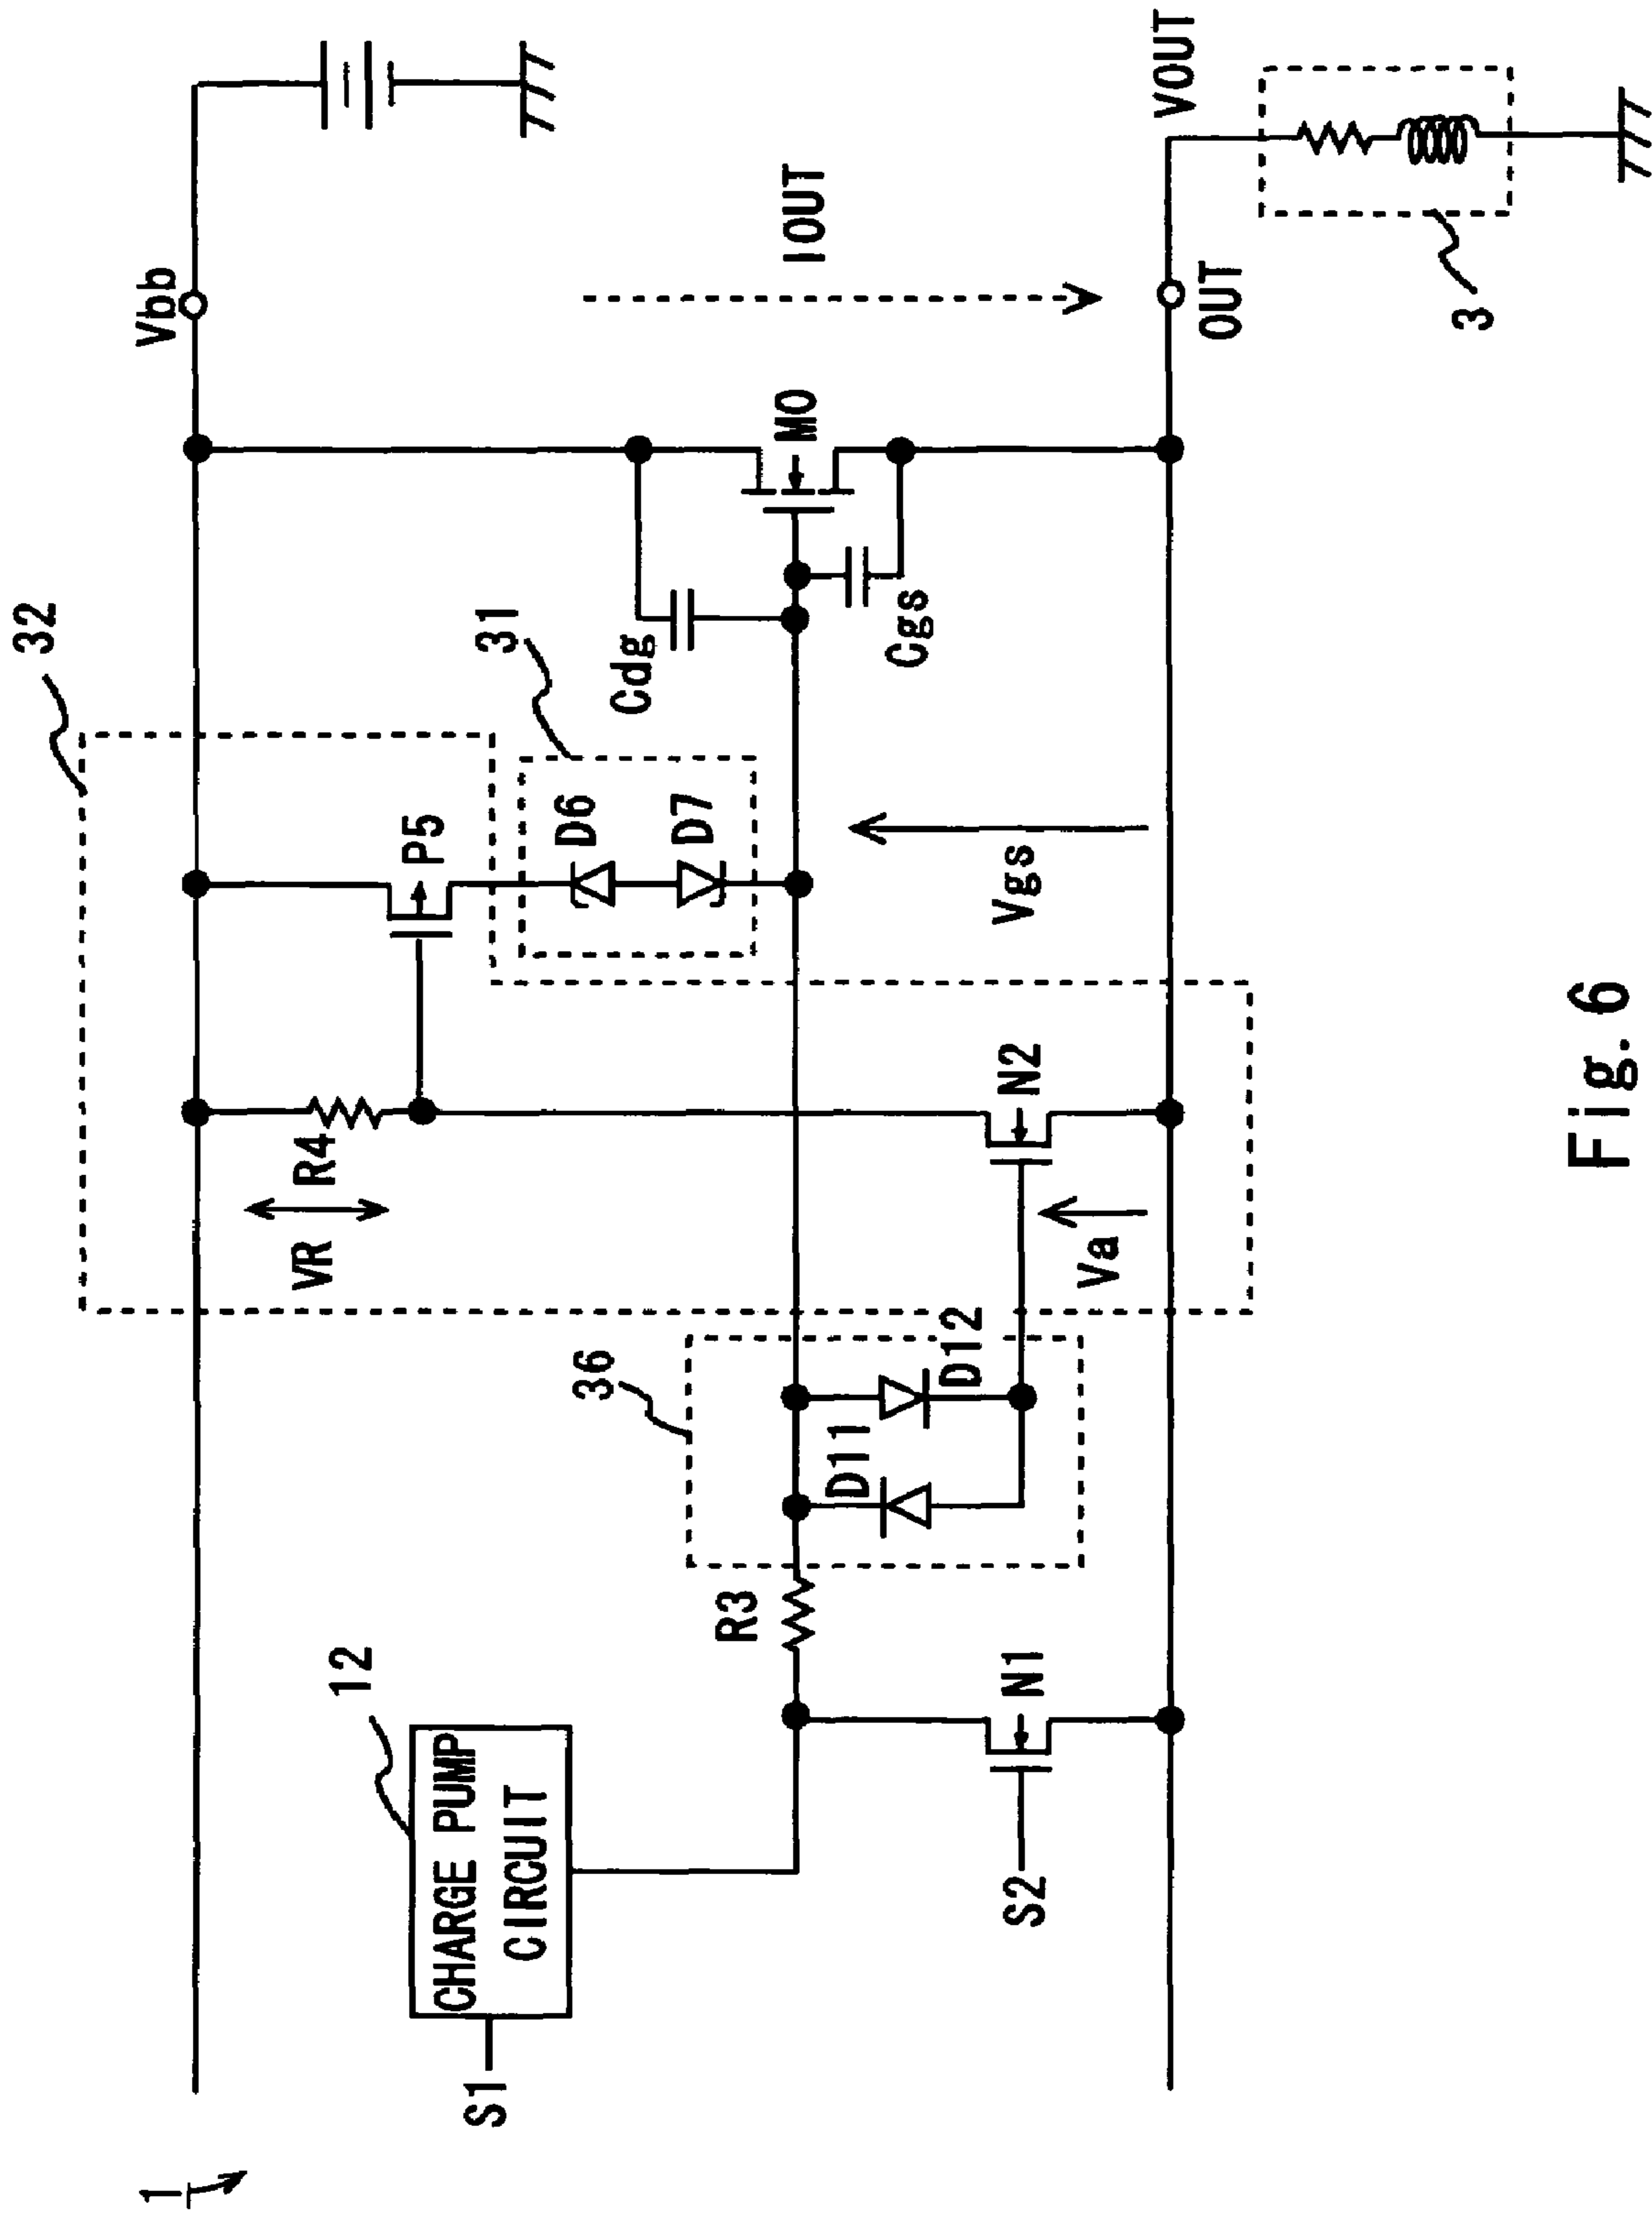 1
S1
CHARGE PUMP
CIRCUIT
12
S2
N1
R3
36
D11
D12
VR
R4
Va
N2
32
P5
31
D6
D7
Vgs
Cdg
Cgs
M0
Vbb
IOUT
OUT
VOUT
3
Fig. 6